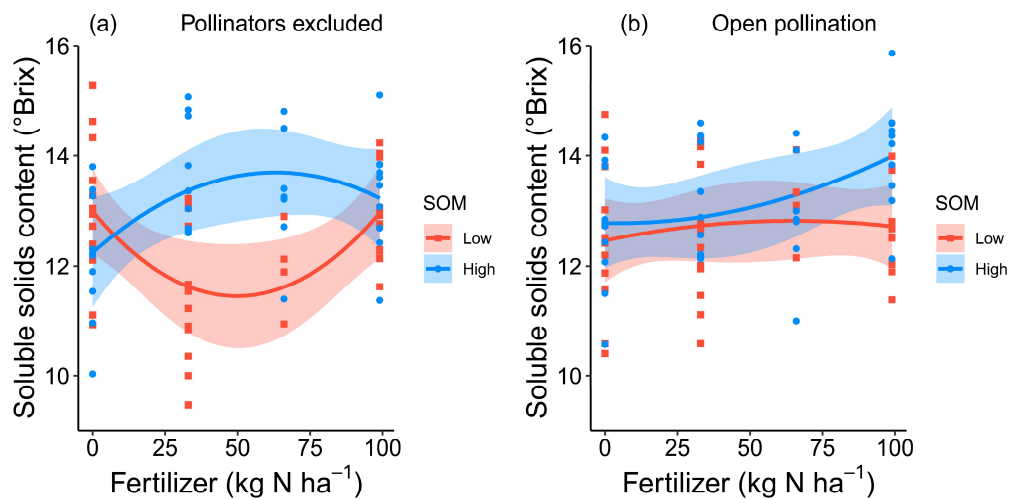 (a) Pollinators excluded
Soluble solids content (°Brix)
16
14
12
10
0 25 50 75 100
Fertilizer (kg N ha⁻¹)
SOM
Low
High
(b) Open pollination
Soluble solids content (°Brix)
16
14
12
10
0 25 50 75 100
Fertilizer (kg N ha⁻¹)
SOM
Low
High